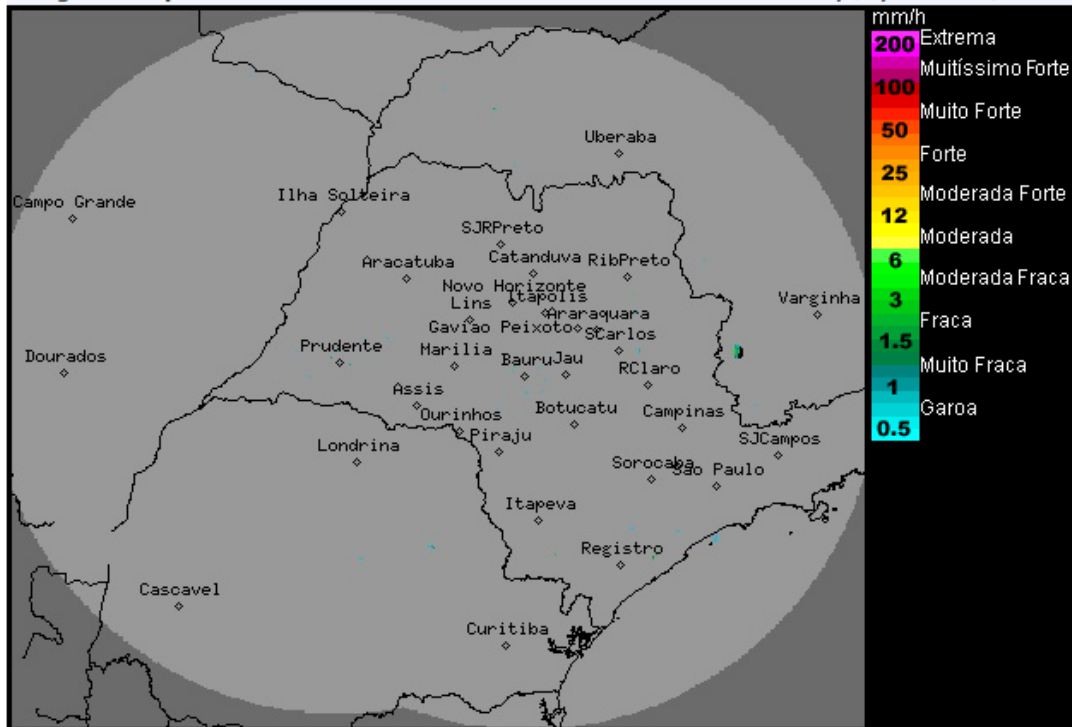 mm/h
200 Extrema
Muitíssimo Forte
100
Muito Forte
50
Forte
25
Moderada Forte
12
Moderada
6
Moderada Fraca
3
Fraca
1.5
Muito Fraca
1
Garoa
0.5
Uberaba
Campo Grande
Ilha Solteira
SJRPreto
Aracatuba
Catanduva
RibPreto
Novo Horizonte
Lins
Itapolis
Araraquara
Varginha
Gaviao Peixoto
SCarlos
Dourados
Prudente
Marilia
Bauru
Jau
RClaro
Assis
Ourinhos
Botucatu
Campinas
Londrina
Piraju
SJCampos
Sorocaba
Sao Paulo
Itapeva
Registro
Cascavel
Curitiba